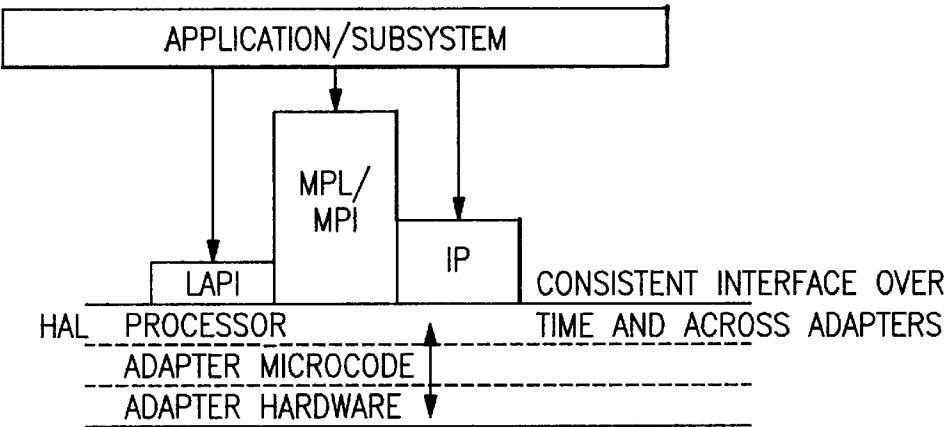 APPLICATION/SUBSYSTEM
MPL/
MPI
IP
LAPI
CONSISTENT INTERFACE OVER
HAL PROCESSOR
TIME AND ACROSS ADAPTERS
ADAPTER MICROCODE
ADAPTER HARDWARE